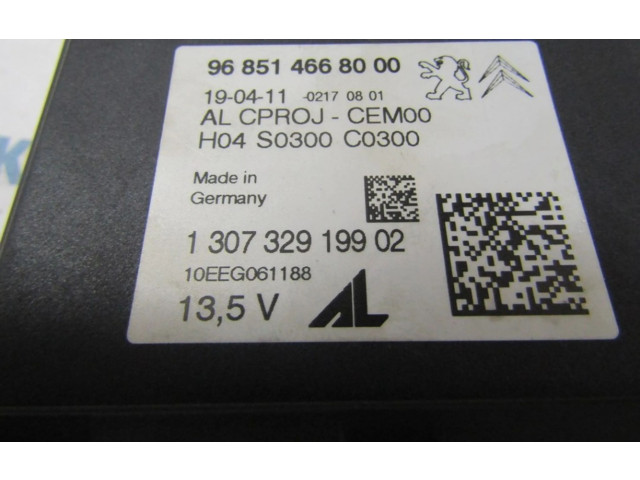 96 851 466 80 00
19-04-11 -0217 08 01
AL CPROJ - CEM00
H04 S0300 C0300
Made in
Germany
1 307 329 199 02
10EEG061188
13,5 V
AL